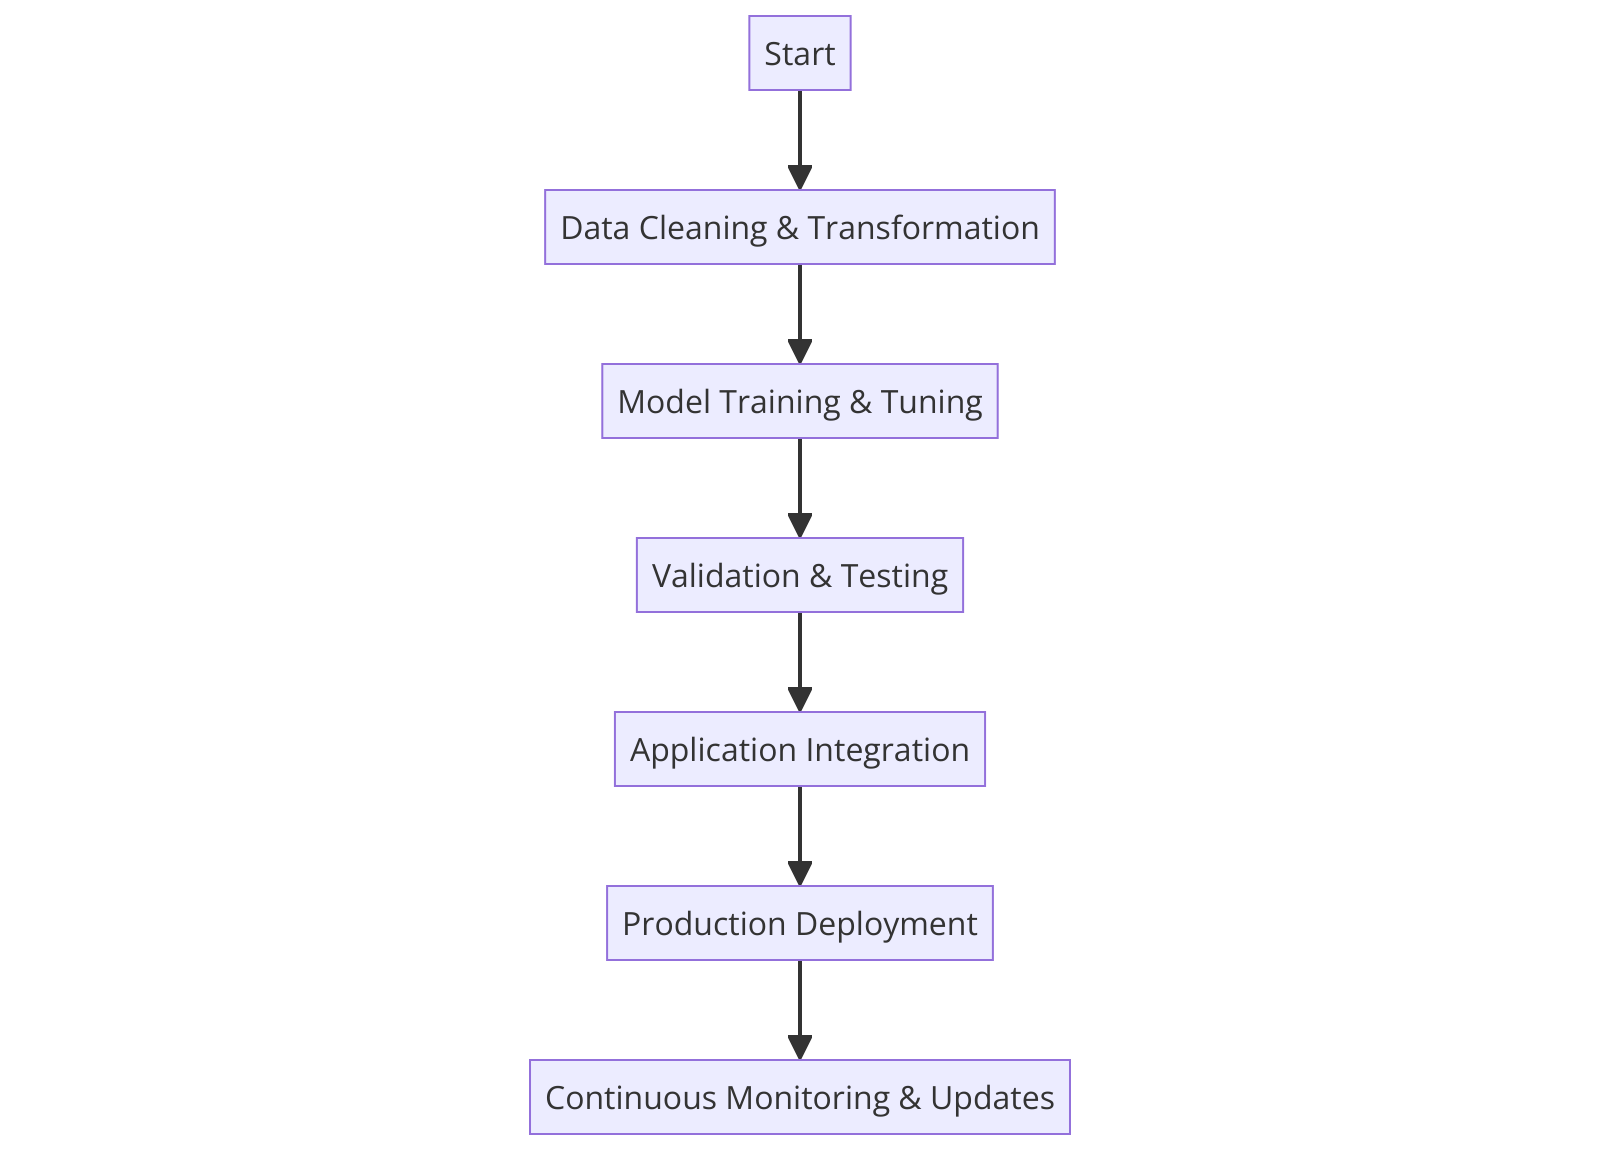 Start
Data Cleaning & Transformation
Model Training & Tuning
Validation & Testing
Application Integration
Production Deployment
Continuous Monitoring & Updates